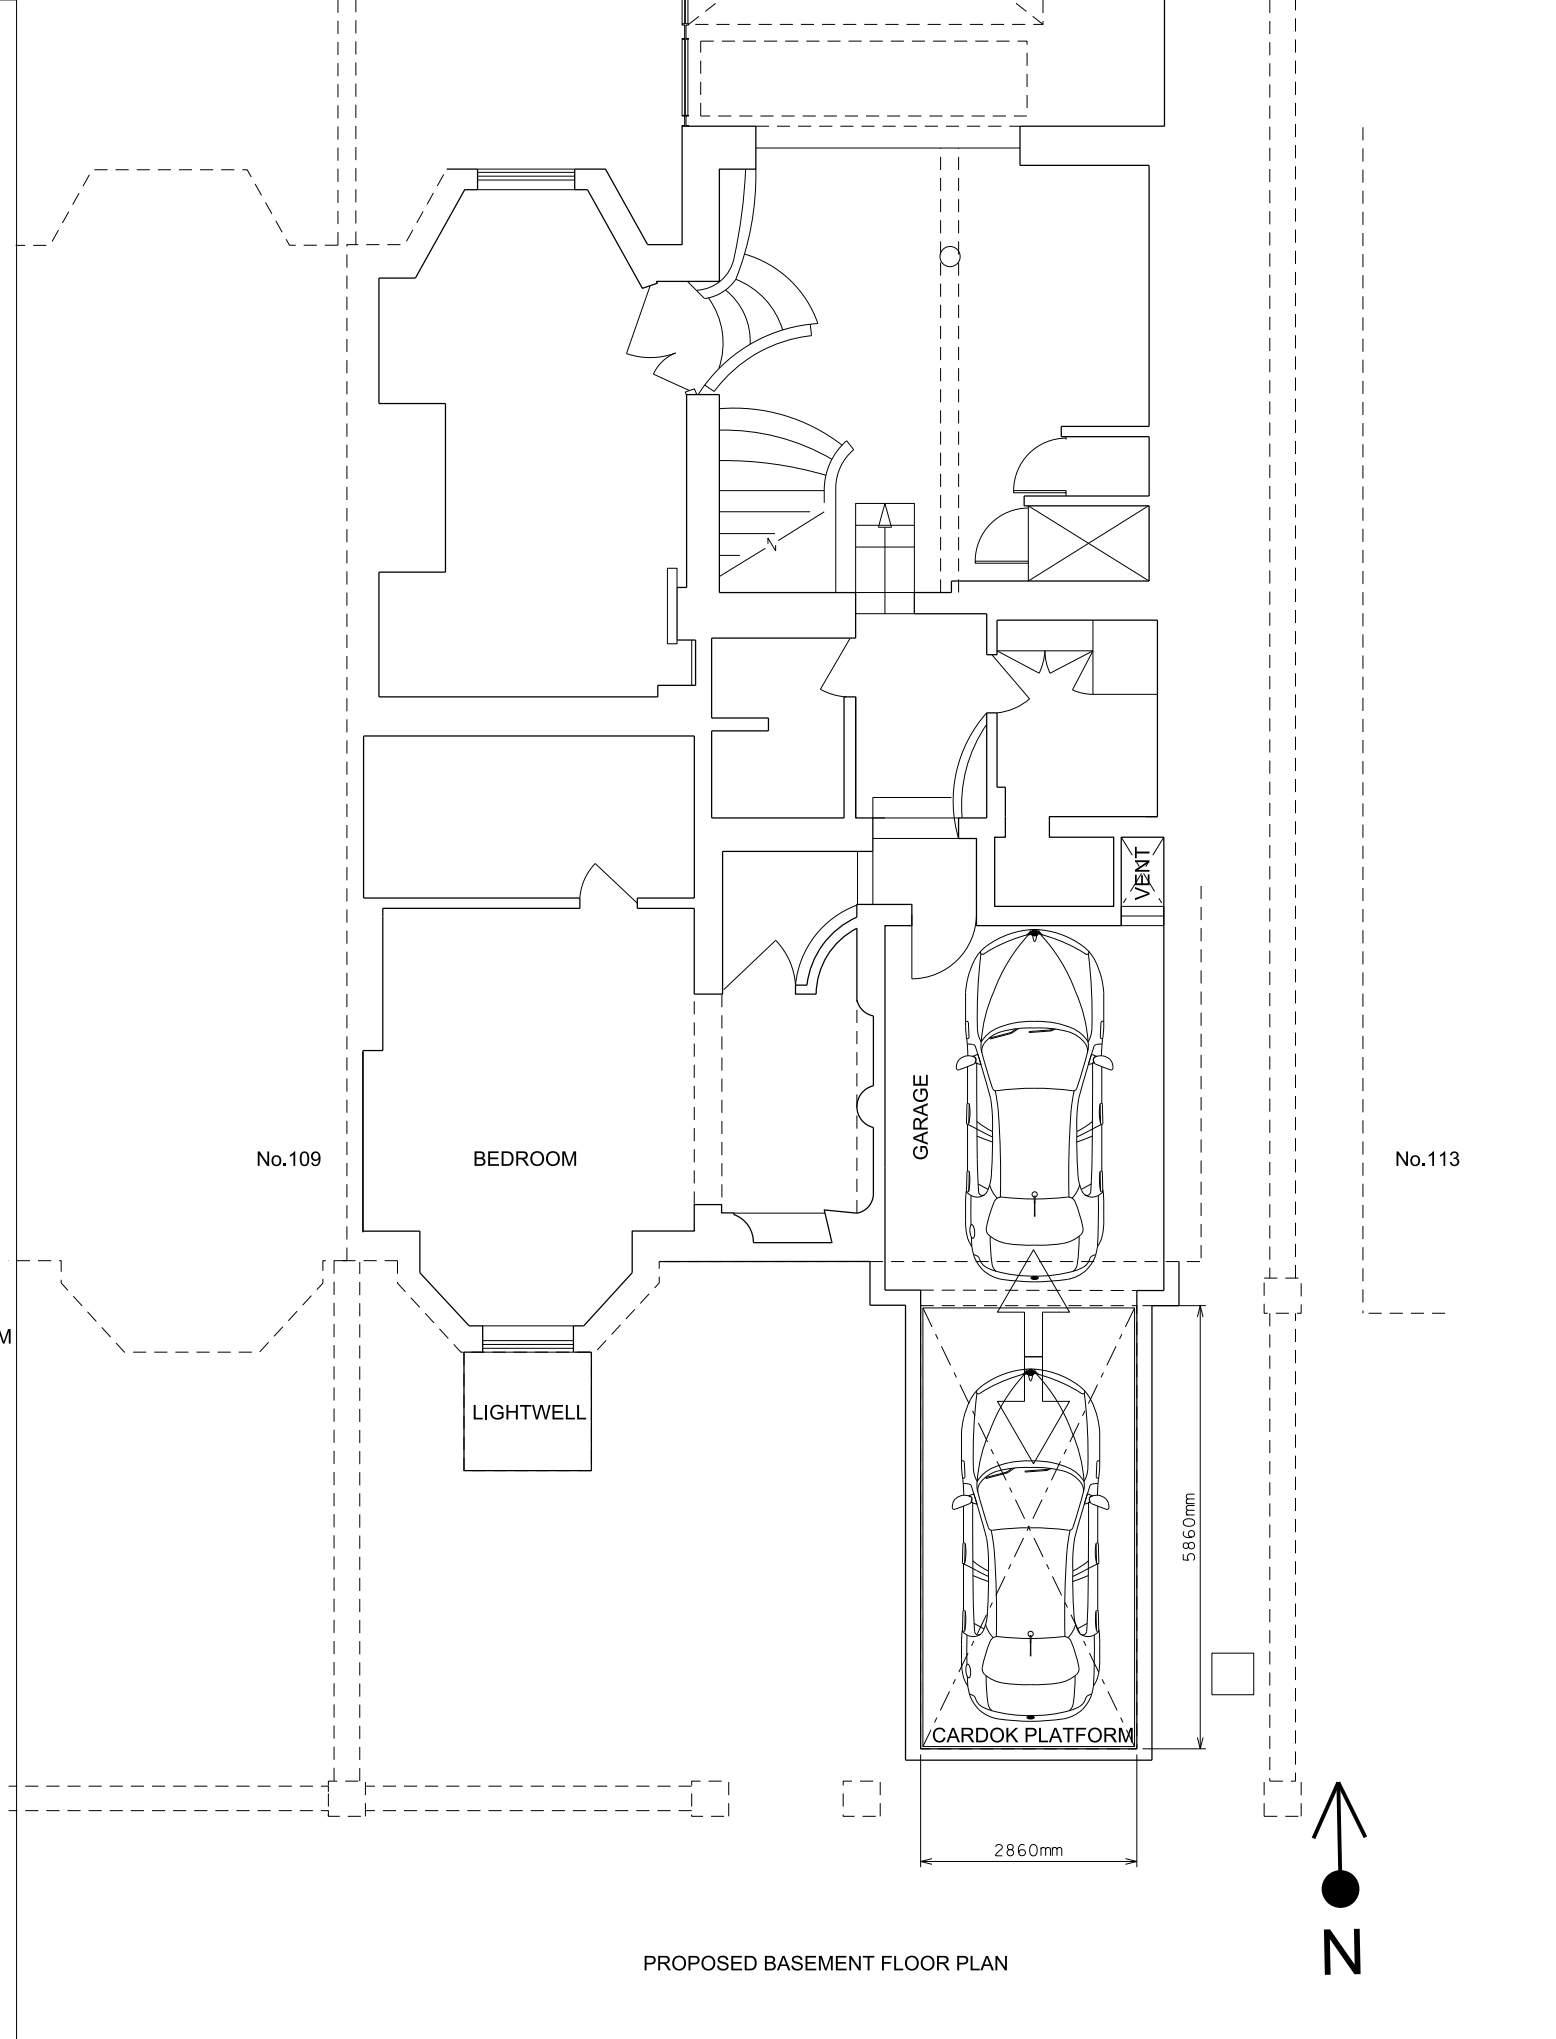 VENT
GARAGE
No.109
BEDROOM
No.113
M
LIGHTWELL
5860mm
CARDOK PLATFORM
2860mm
N
PROPOSED BASEMENT FLOOR PLAN